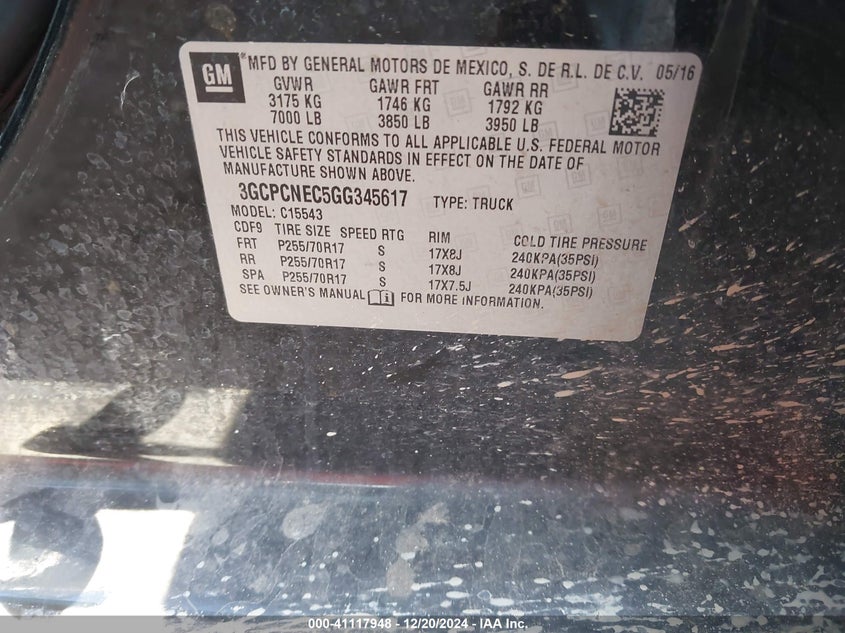 GM
*MFD BY GENERAL MOTORS DE MEXICO, S. DE R.L. DE C.V. 05/16
GVWR GAWR FRT GAWR RR
3175 KG 1746 KG 1792 KG
7000 LB 3850 LB 3950 LB
THIS VEHICLE CONFORMS TO ALL APPLICABLE U.S. FEDERAL MOTOR
VEHICLE SAFETY STANDARDS IN EFFECT ON THE DATE OF
MANUFACTURE SHOWN ABOVE.
3GCPCNEC5GG345617 TYPE: TRUCK
MODEL: C15543
CDF9 TIRE SIZE SPEED RTG RIM COLD TIRE PRESSURE
FRT P255/70R17 S 17X8J 240KPA(35PSI)
RR P255/70R17 S 17X8J 240KPA(35PSI)
SPA P255/70R17 S 17X7.5J 240KPA(35PSI)
SEE OWNER'S MANUAL FOR MORE INFORMATION.
000-41117948 - 12/20/2024 - IAA Inc.